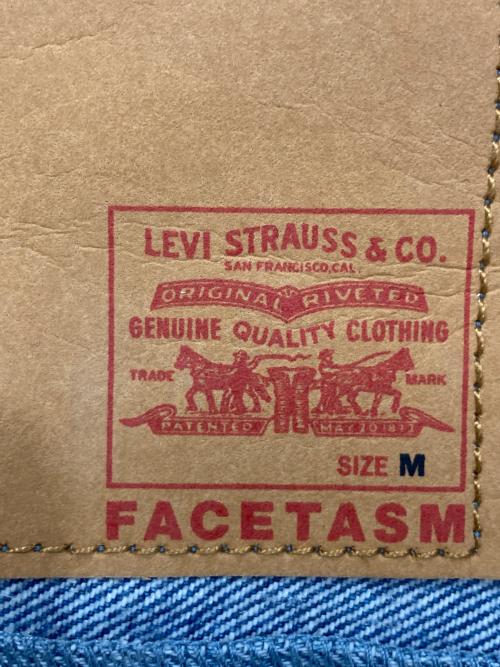 LEVI STRAUSS & CO.
SAN FRANCISCO, CAL.
ORIGINAL RIVETED
GENUINE QUALITY CLOTHING
TRADE MARK
PATENTED MAY 20 1873
SIZE M
FACETASM